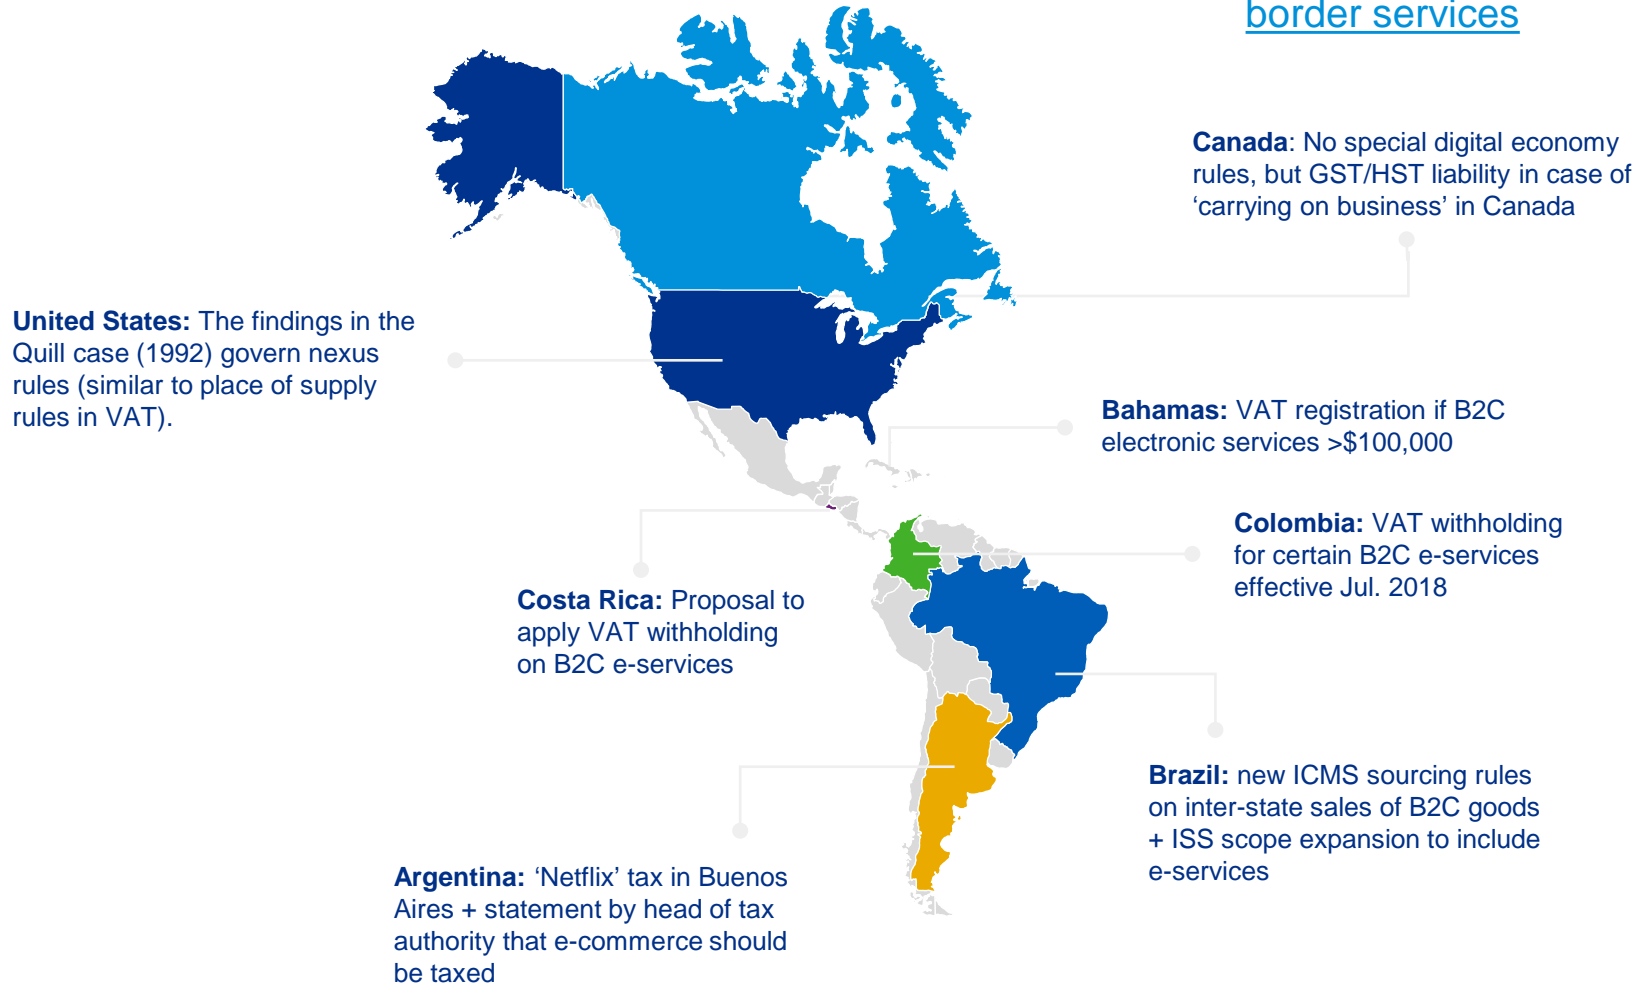 border services
Canada: No special digital economy
rules, but GST/HST liability in case of
‘carrying on business’ in Canada
United States: The findings in the
Quill case (1992) govern nexus
rules (similar to place of supply
rules in VAT).
Bahamas: VAT registration if B2C
electronic services >$100,000
Colombia: VAT withholding
for certain B2C e-services
effective Jul. 2018
Costa Rica: Proposal to
apply VAT withholding
on B2C e-services
Brazil: new ICMS sourcing rules
on inter-state sales of B2C goods
+ ISS scope expansion to include
e-services
Argentina: ‘Netflix’ tax in Buenos
Aires + statement by head of tax
authority that e-commerce should
be taxed